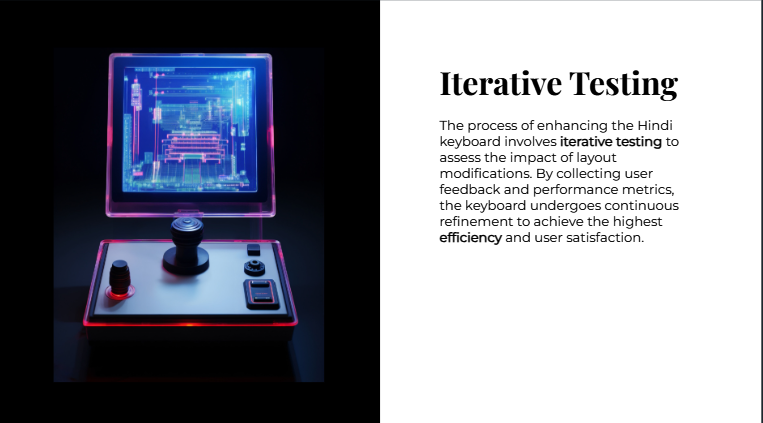 Iterative Testing
The process of enhancing the Hindi
keyboard involves iterative testing to
assess the impact of layout
modifications. By collecting user
feedback and performance metrics,
the keyboard undergoes continuous
refinement to achieve the highest
efficiency and user satisfaction.